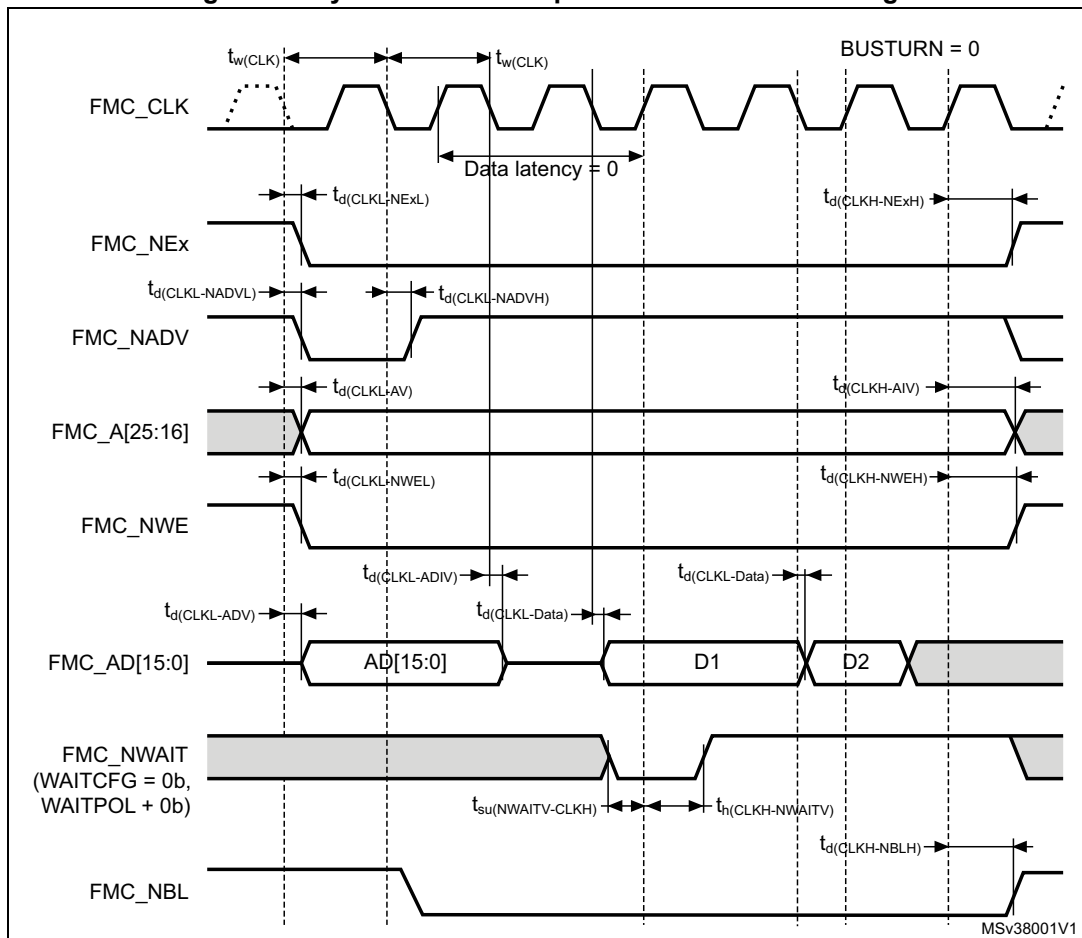 BUSTURN = 0
tw(CLK) tw(CLK)
FMC_CLK
Data latency = 0
td(CLKL-NExL) td(CLKH-NExH)
FMC_NEx
td(CLKL-NADVL) td(CLKL-NADVH)
FMC_NADV
td(CLKL-AV) td(CLKH-AIV)
FMC_A[25:16]
td(CLKL-NWEL) td(CLKH-NWEH)
FMC_NWE
td(CLKL-ADIV) td(CLKL-Data)
td(CLKL-ADV) td(CLKL-Data)
FMC_AD[15:0] AD[15:0] D1 D2
FMC_NWAIT
(WAITCFG = 0b,
WAITPOL + 0b)
tsu(NWAITV-CLKH) th(CLKH-NWAITV)
td(CLKH-NBLH)
FMC_NBL
MSv38001V1